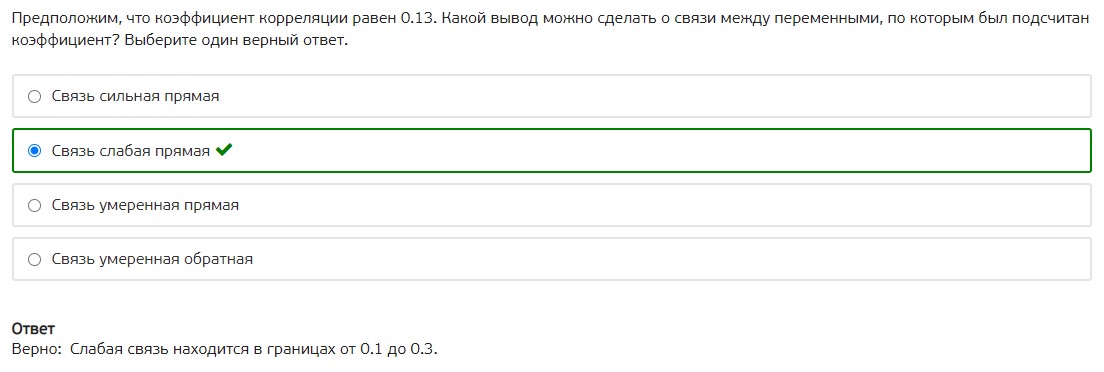 Предположим, что коэффициент корреляции равен 0.13. Какой вывод можно сделать о связи между переменными, по которым был подсчитан
коэффициент? Выберите один верный ответ.
Связь сильная прямая
Связь слабая прямая
Связь умеренная прямая
Связь умеренная обратная
Ответ
Верно: Слабая связь находится в границах от 0.1 до 0.3.